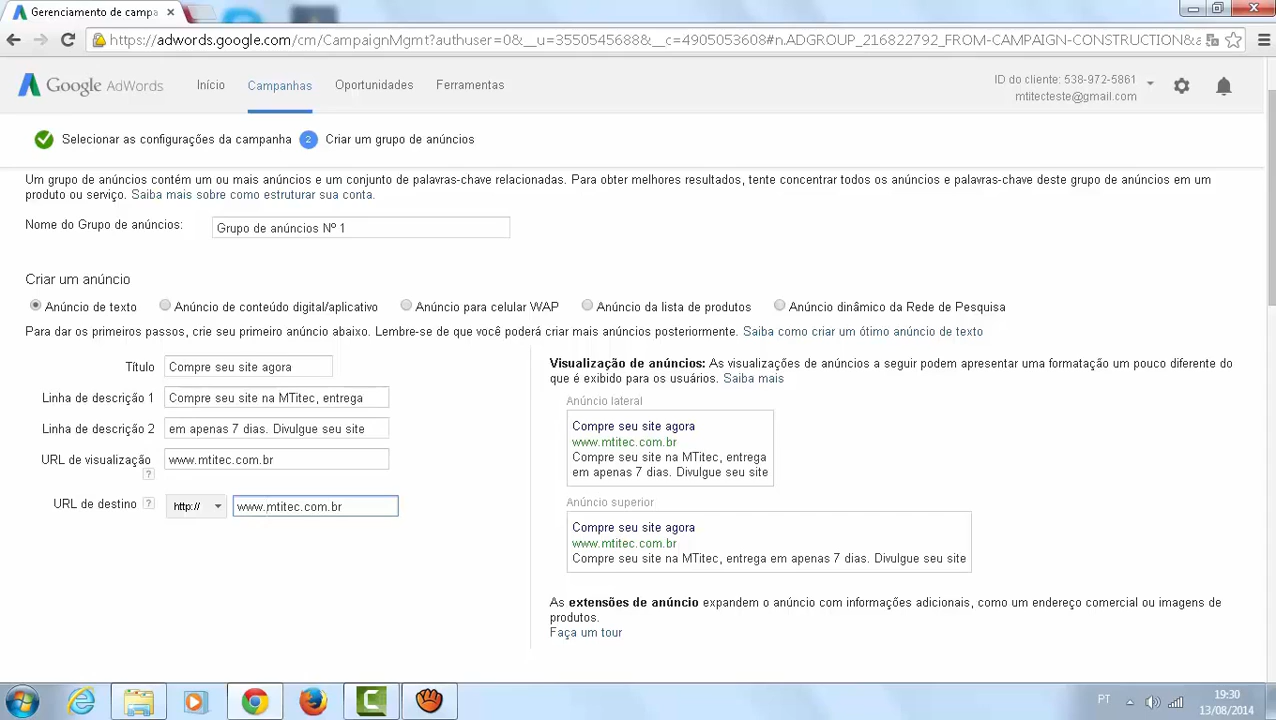 Gerenciamento de campa
https://adwords.google.com/cm/CampaignMgmt?authuser=0&__u=3550545688&__c=4905053608#n.ADGROUP_216822792_FROM-CAMPAIGN-CONSTRUCTION&a
Google AdWords
Início
Campanhas
Oportunidades
Ferramentas
ID do cliente: 538-972-5861
mtitecteste@gmail.com
Selecionar as configurações da campanha
2
Criar um grupo de anúncios
Um grupo de anúncios contém um ou mais anúncios e um conjunto de palavras-chave relacionadas. Para obter melhores resultados, tente concentrar todos os anúncios e palavras-chave deste grupo de anúncios em um
produto ou serviço. Saiba mais sobre como estruturar sua conta.
Nome do Grupo de anúncios:
Grupo de anúncios Nº 1
Criar um anúncio
Anúncio de texto
Anúncio de conteúdo digital/aplicativo
Anúncio para celular WAP
Anúncio da lista de produtos
Anúncio dinâmico da Rede de Pesquisa
Para dar os primeiros passos, crie seu primeiro anúncio abaixo. Lembre-se de que você poderá criar mais anúncios posteriormente. Saiba como criar um ótimo anúncio de texto
Título
Compre seu site agora
Linha de descrição 1
Compre seu site na MTitec, entrega
Linha de descrição 2
em apenas 7 dias. Divulgue seu site
URL de visualização
www.mtitec.com.br
?
URL de destino
?
http://
www.mtitec.com.br
Visualização de anúncios: As visualizações de anúncios a seguir podem apresentar uma formatação um pouco diferente do
que é exibido para os usuários. Saiba mais
Anúncio lateral
Compre seu site agora
www.mtitec.com.br
Compre seu site na MTitec, entrega
em apenas 7 dias. Divulgue seu site
Anúncio superior
Compre seu site agora
www.mtitec.com.br
Compre seu site na MTitec, entrega em apenas 7 dias. Divulgue seu site
As extensões de anúncio expandem o anúncio com informações adicionais, como um endereço comercial ou imagens de
produtos.
Faça um tour
PT
19:30
13/08/2014